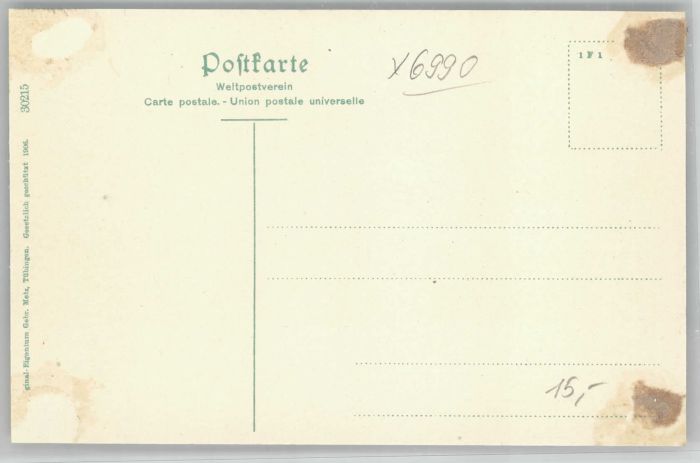 Postkarte
Weltpostverein
Carte postale. - Union postale universelle
x6990
1 F 1
30215
ginal-Eigentum Gebr. Metz, Tübingen. Gesetzlich geschützt 1906.
15,-